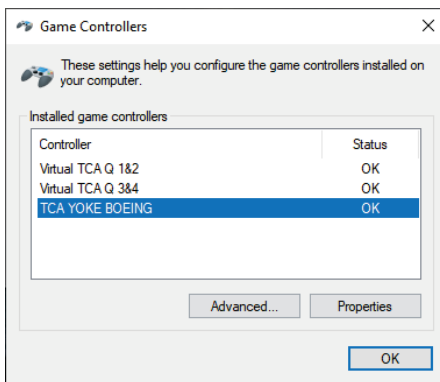 Game Controllers
These settings help you configure the game controllers installed on
your computer.
Installed game controllers
Controller Status
Virtual TCA Q 1&2 OK
Virtual TCA Q 3&4 OK
TCA YOKE BOEING OK
Advanced... Properties
OK